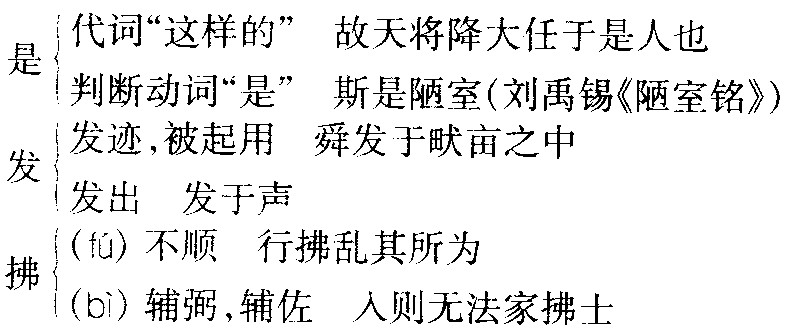 是 代词“这样的” 故天将降大任于是人也
判断动词“是” 斯是陋室(刘禹锡《陋室铭》)
发 发迹,被起用 舜发于畎亩之中
发出 发于声
拂 (fú) 不顺 行拂乱其所为
(bì) 辅弼,辅佐 入则无法家拂士